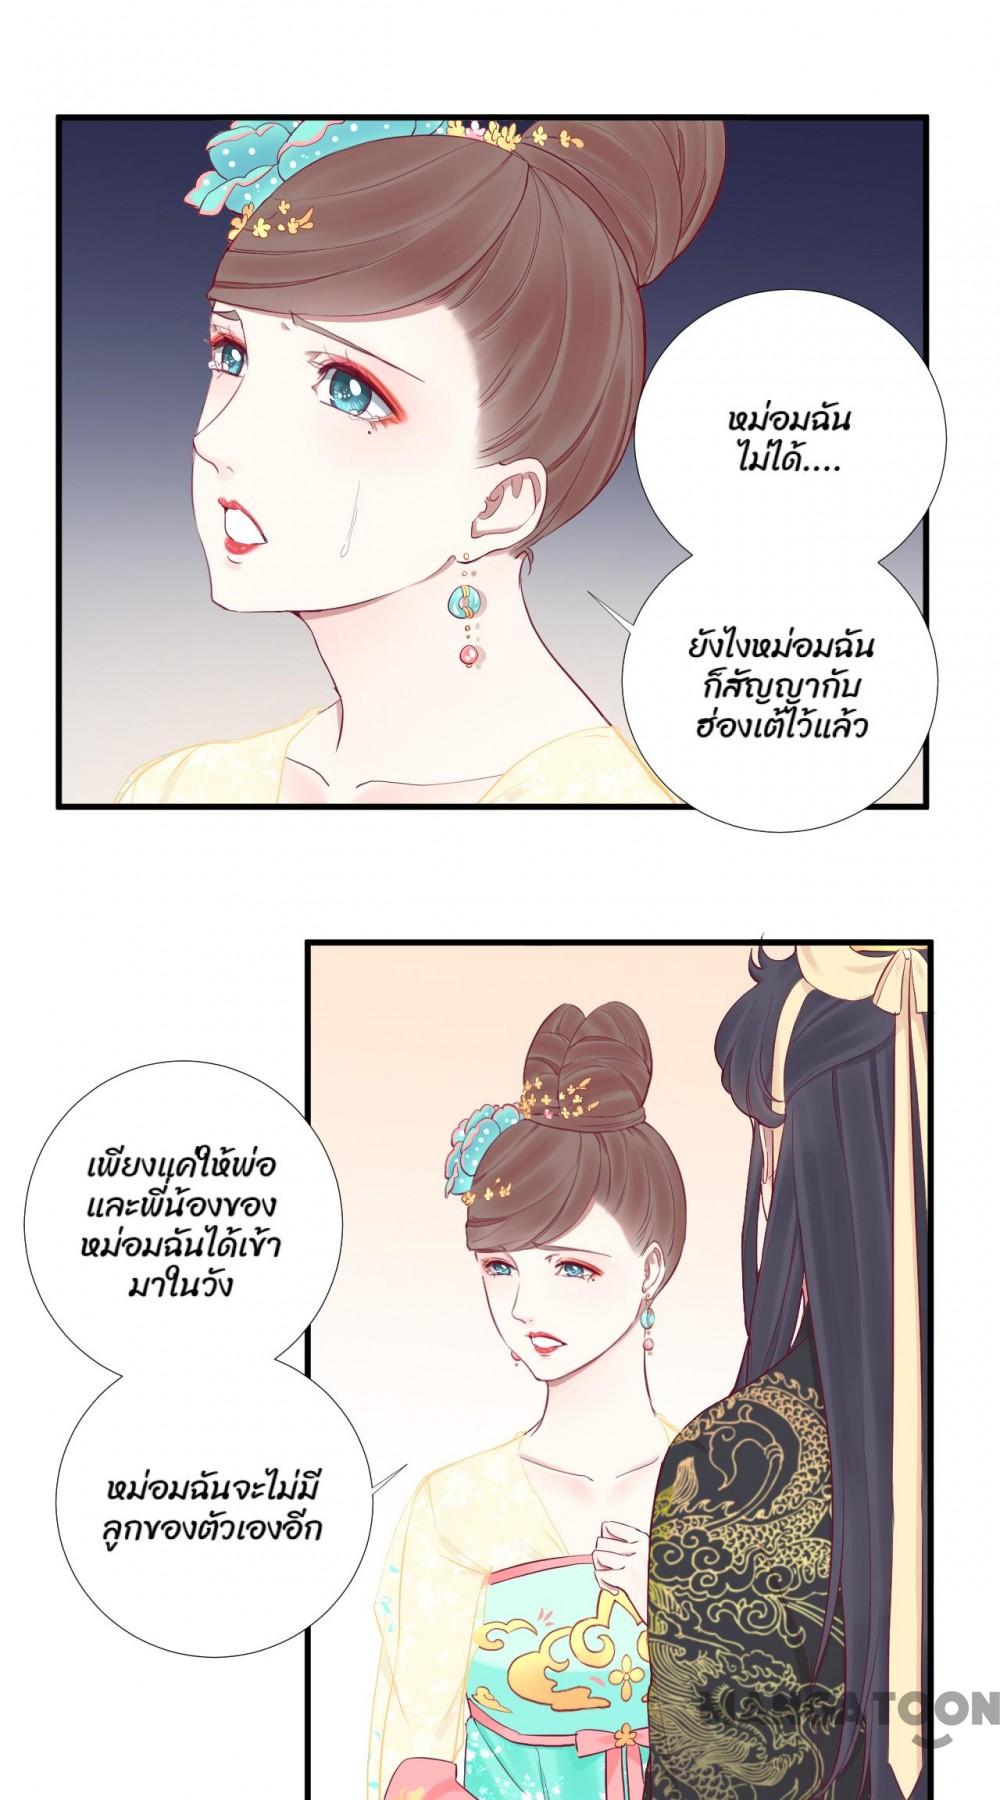 หม่อมฉัน
ไม่ได้....
ยังไงหม่อมฉัน
ก็สัญญากับ
ฮ่องเต้ไว้แล้ว
เพียงแค่ให้พ่อ
และพี่น้องของ
หม่อมฉันได้เข้า
มาในวัง
หม่อมฉันจะไม่มี
ลูกของตัวเองอีก
MANGATOON